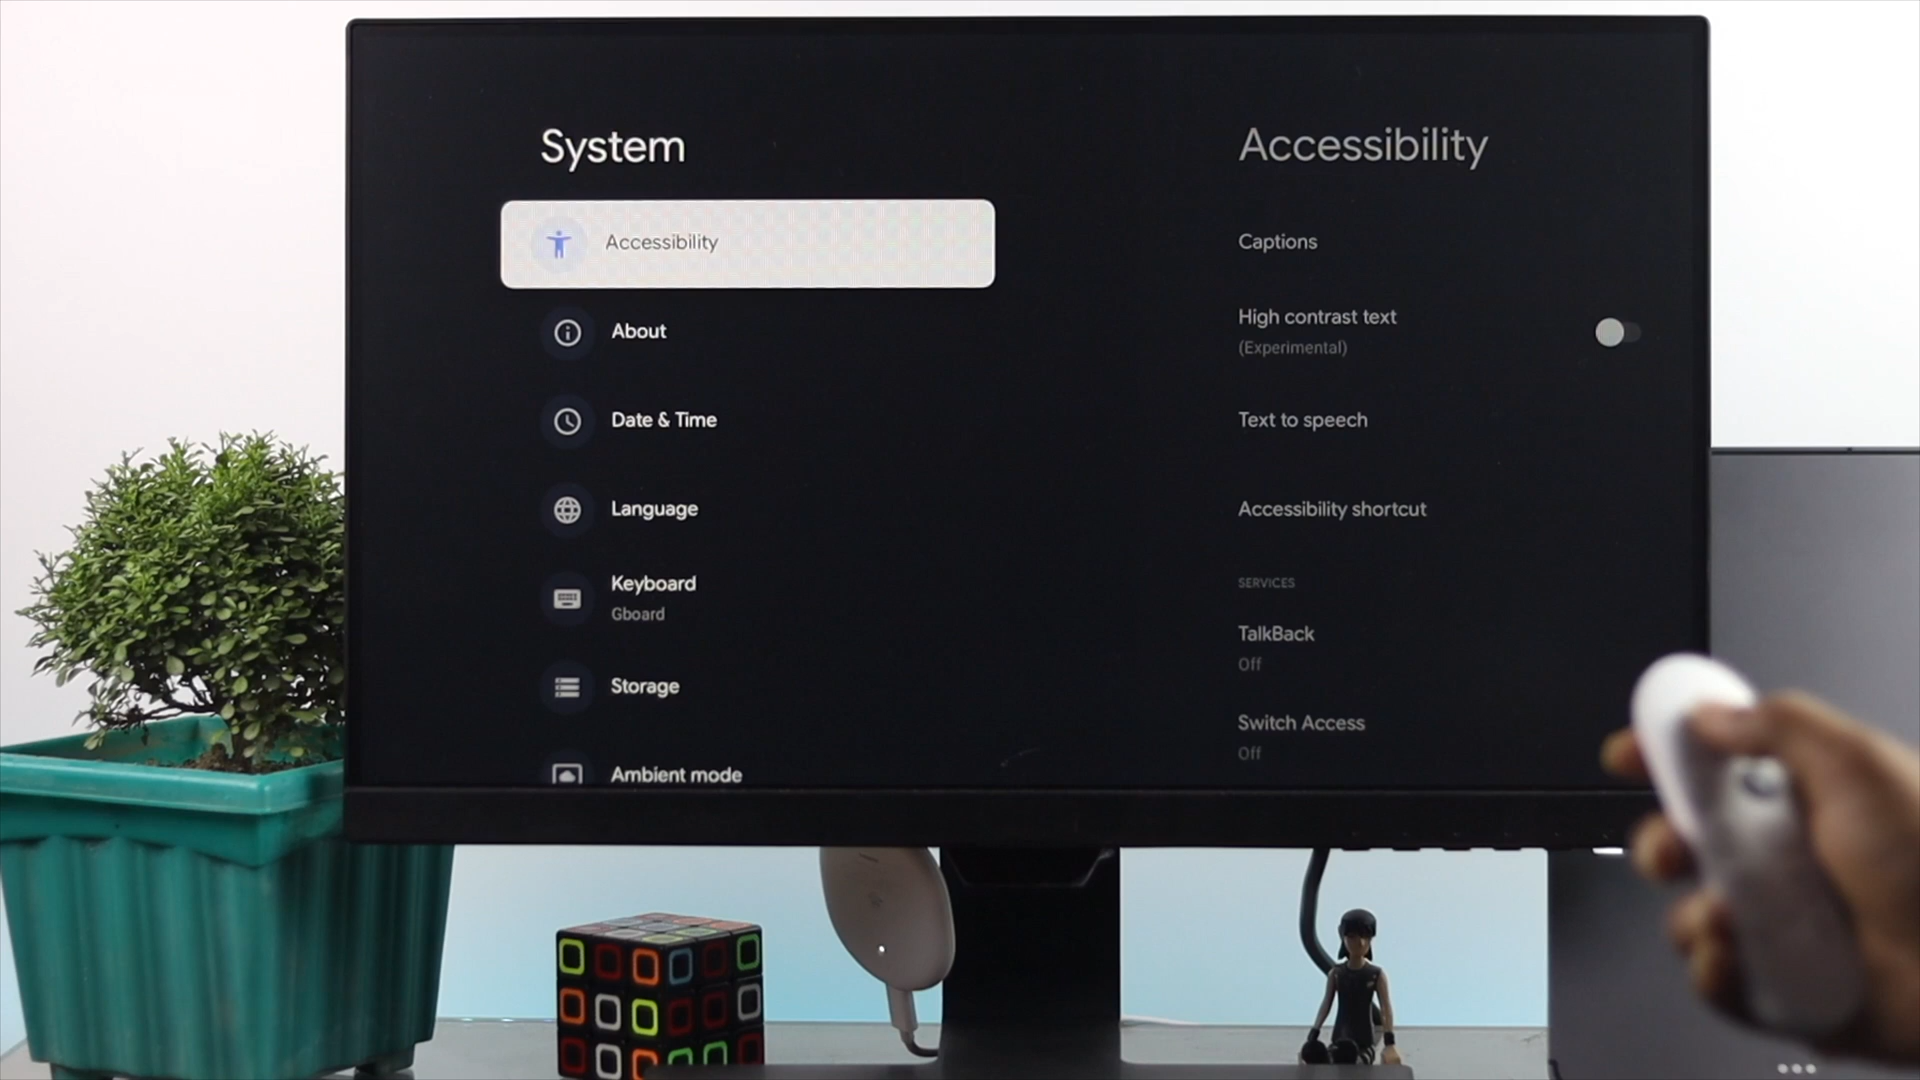 System
Accessibility
About
Date & Time
Language
Keyboard
Gboard
Storage
Ambient mode
Accessibility
Captions
High contrast text
(Experimental)
Text to speech
Accessibility shortcut
SERVICES
TalkBack
Off
Switch Access
Off